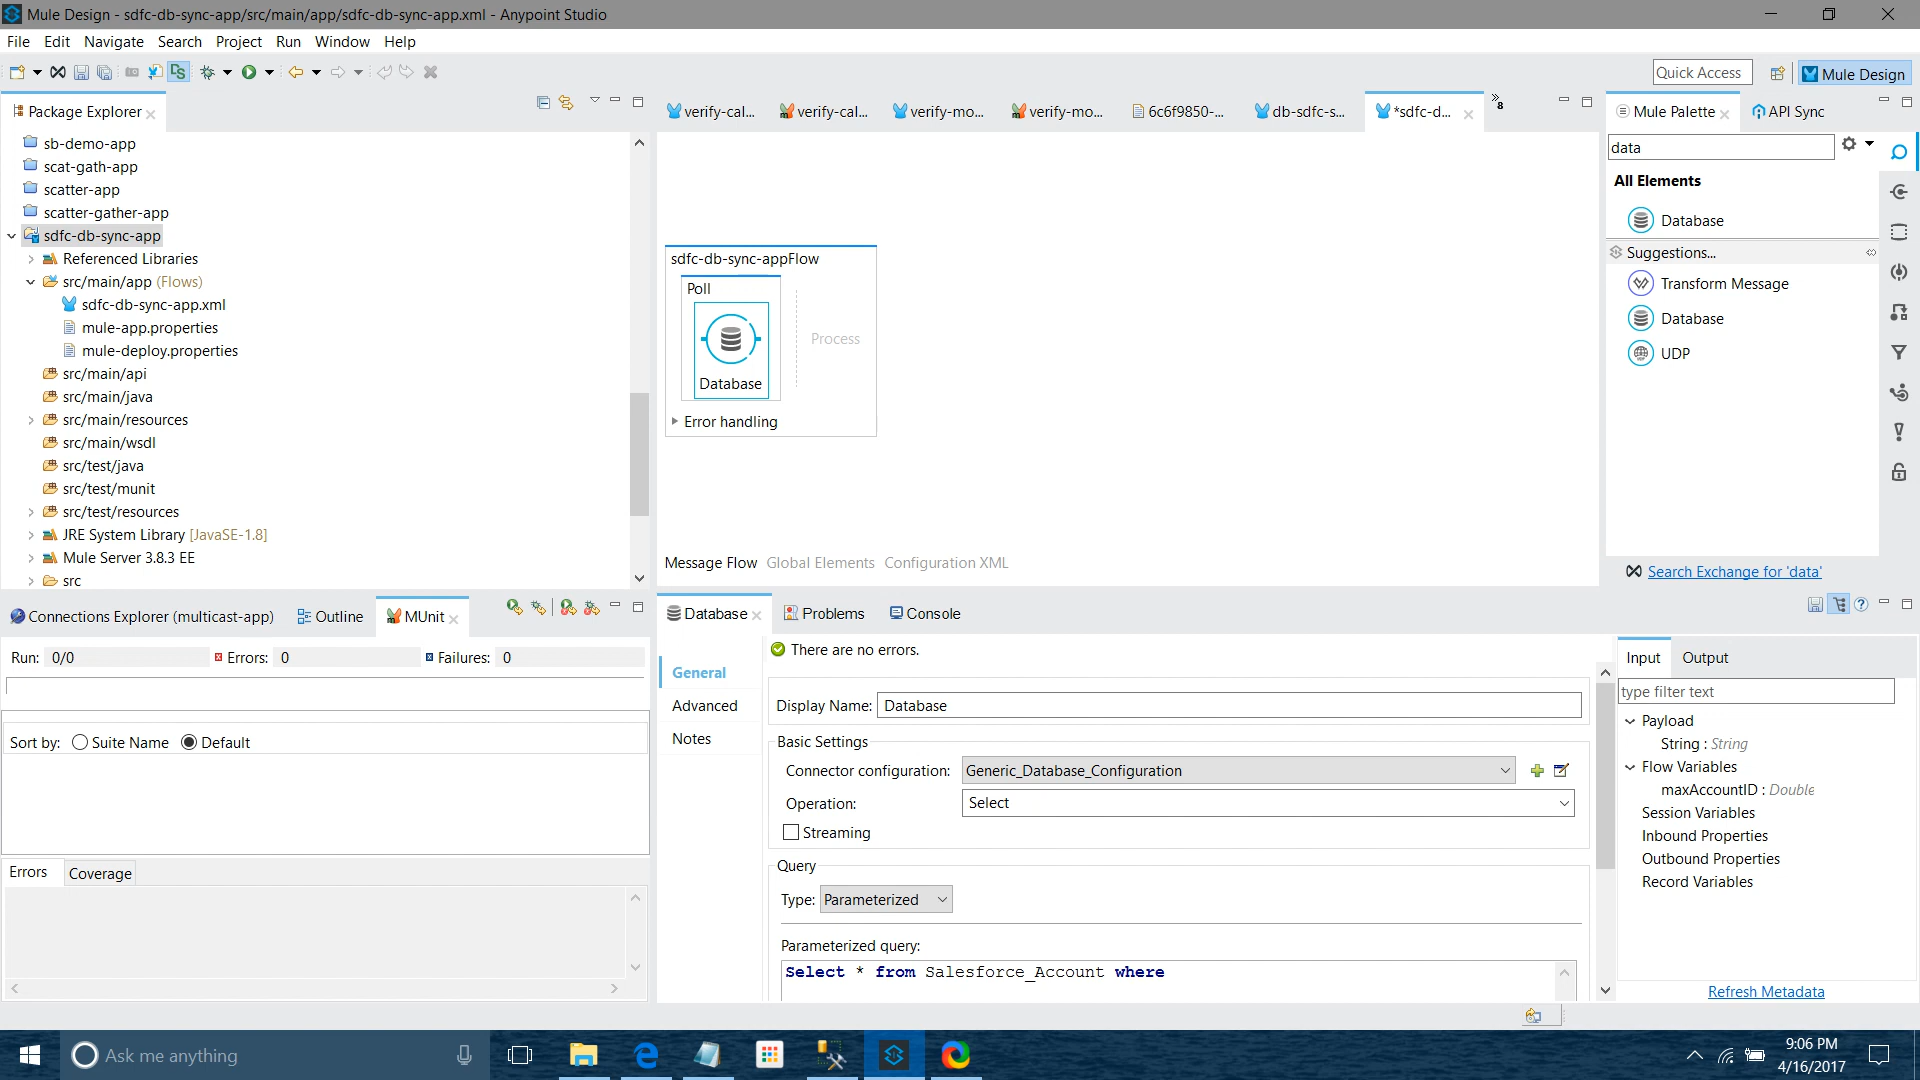 Mule Design - sdfc-db-sync-app/src/main/app/sdfc-db-sync-app.xml - Anypoint Studio
File Edit Navigate Search Project Run Window Help
Quick Access
Mule Design
Package Explorer
sb-demo-app
scat-gath-app
scatter-app
scatter-gather-app
sdfc-db-sync-app
Referenced Libraries
src/main/app (Flows)
sdfc-db-sync-app.xml
mule-app.properties
mule-deploy.properties
src/main/api
src/main/java
src/main/resources
src/main/wsdl
src/test/java
src/test/munit
src/test/resources
JRE System Library [JavaSE-1.8]
Mule Server 3.8.3 EE
src
verify-cal... verify-cal... verify-mo... verify-mo... 6c6f9850-... db-sdfc-s... *sdfc-d... 8
sdfc-db-sync-appFlow
Poll
Database
Process
Error handling
Message Flow Global Elements Configuration XML
Mule Palette API Sync
data
All Elements
Database
Suggestions...
Transform Message
Database
UDP
Search Exchange for 'data'
Connections Explorer (multicast-app) Outline MUnit
Run: 0/0 Errors: 0 Failures: 0
Sort by: Suite Name Default
Errors Coverage
Database Problems Console
There are no errors.
General
Advanced
Notes
Display Name: Database
Basic Settings
Connector configuration: Generic_Database_Configuration
Operation: Select
Streaming
Query
Type: Parameterized
Parameterized query:
Select * from Salesforce_Account where
Input Output
type filter text
Payload
String : String
Flow Variables
maxAccountID : Double
Session Variables
Inbound Properties
Outbound Properties
Record Variables
Refresh Metadata
Ask me anything
9:06 PM
4/16/2017